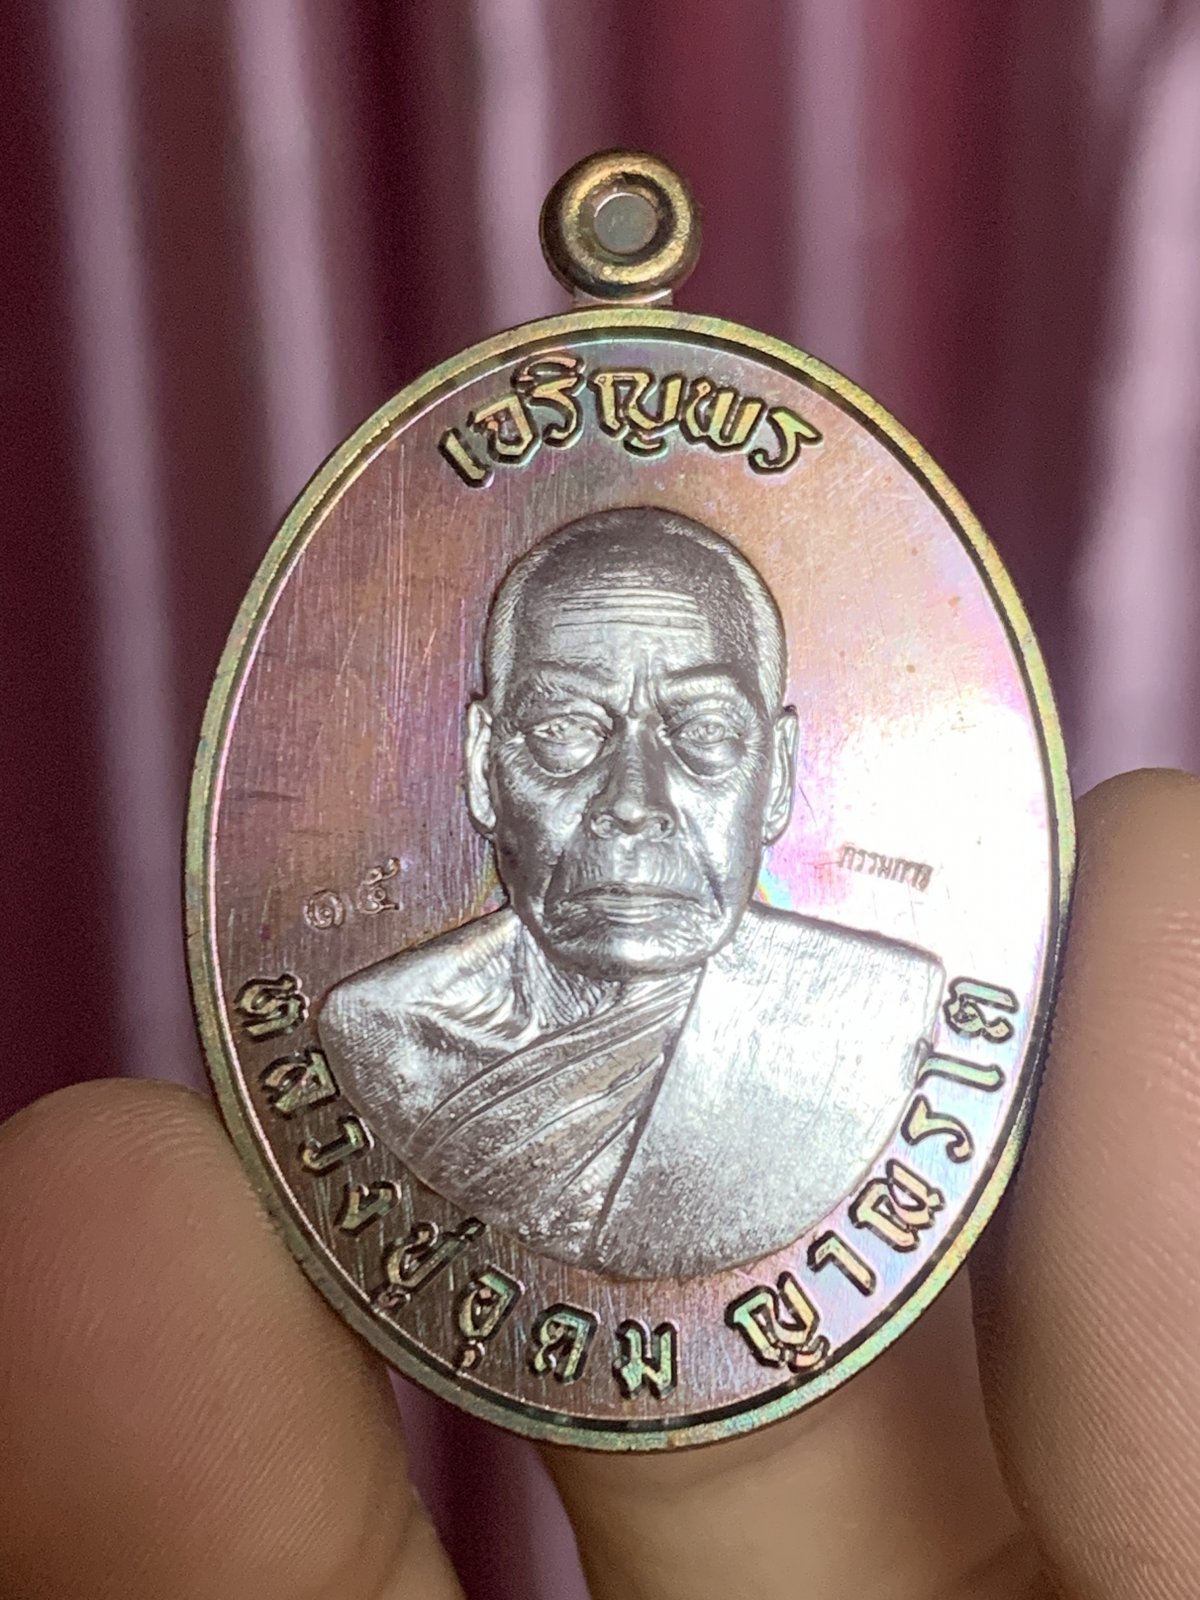 เจริญพร
๑๕
กรรมการ
หลวงปู่อุดม ญาณรโต